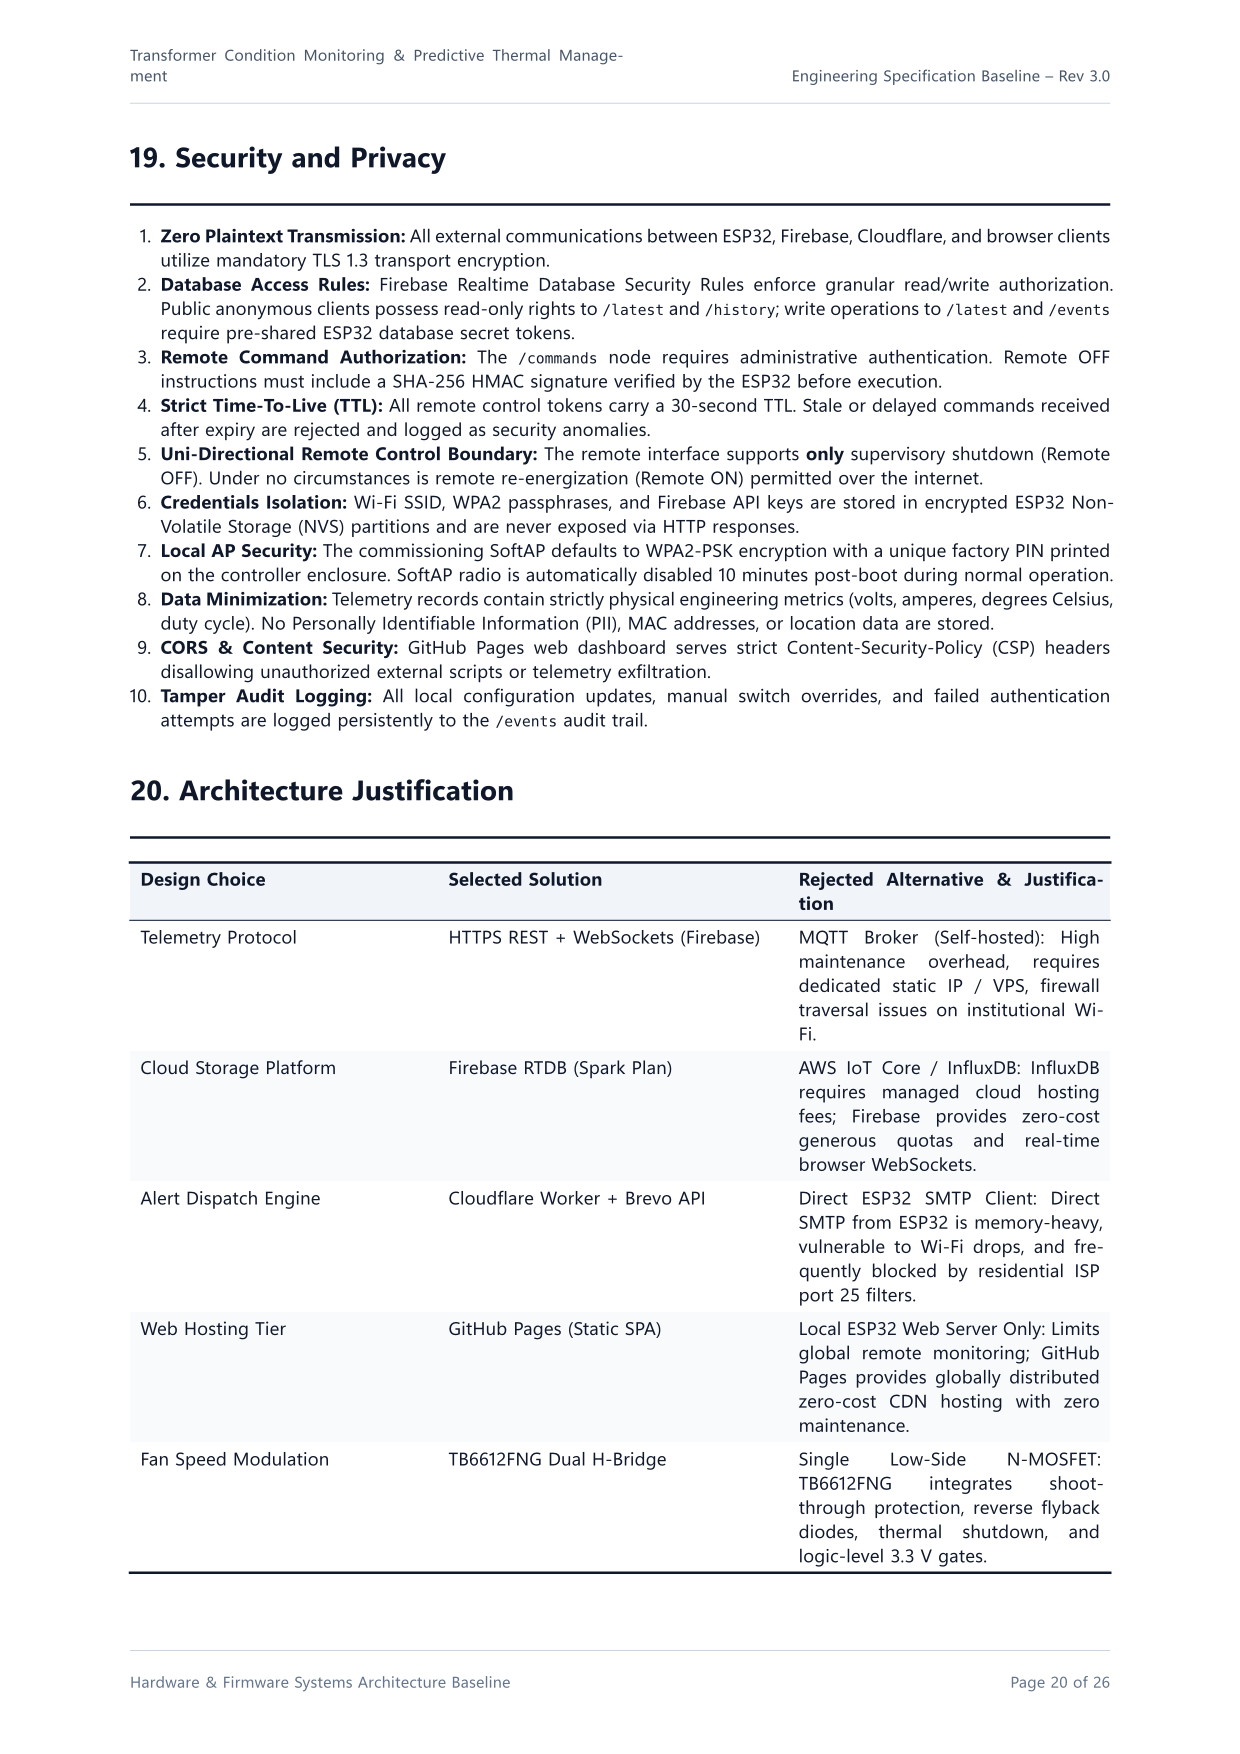 Transformer Condition Monitoring & Predictive Thermal Manage-
ment
Engineering Specification Baseline – Rev 3.0
19. Security and Privacy
1. Zero Plaintext Transmission: All external communications between ESP32, Firebase, Cloudflare, and browser clients
utilize mandatory TLS 1.3 transport encryption.
2. Database Access Rules: Firebase Realtime Database Security Rules enforce granular read/write authorization.
Public anonymous clients possess read-only rights to /latest and /history; write operations to /latest and /events
require pre-shared ESP32 database secret tokens.
3. Remote Command Authorization: The /commands node requires administrative authentication. Remote OFF
instructions must include a SHA-256 HMAC signature verified by the ESP32 before execution.
4. Strict Time-To-Live (TTL): All remote control tokens carry a 30-second TTL. Stale or delayed commands received
after expiry are rejected and logged as security anomalies.
5. Uni-Directional Remote Control Boundary: The remote interface supports only supervisory shutdown (Remote
OFF). Under no circumstances is remote re-energization (Remote ON) permitted over the internet.
6. Credentials Isolation: Wi-Fi SSID, WPA2 passphrases, and Firebase API keys are stored in encrypted ESP32 Non-
Volatile Storage (NVS) partitions and are never exposed via HTTP responses.
7. Local AP Security: The commissioning SoftAP defaults to WPA2-PSK encryption with a unique factory PIN printed
on the controller enclosure. SoftAP radio is automatically disabled 10 minutes post-boot during normal operation.
8. Data Minimization: Telemetry records contain strictly physical engineering metrics (volts, amperes, degrees Celsius,
duty cycle). No Personally Identifiable Information (PII), MAC addresses, or location data are stored.
9. CORS & Content Security: GitHub Pages web dashboard serves strict Content-Security-Policy (CSP) headers
disallowing unauthorized external scripts or telemetry exfiltration.
10. Tamper Audit Logging: All local configuration updates, manual switch overrides, and failed authentication
attempts are logged persistently to the /events audit trail.
20. Architecture Justification
Design Choice
Selected Solution
Rejected Alternative & Justifica-
tion
Telemetry Protocol
HTTPS REST + WebSockets (Firebase)
MQTT Broker (Self-hosted): High
maintenance overhead, requires
dedicated static IP / VPS, firewall
traversal issues on institutional Wi-
Fi.
Cloud Storage Platform
Firebase RTDB (Spark Plan)
AWS IoT Core / InfluxDB: InfluxDB
requires managed cloud hosting
fees; Firebase provides zero-cost
generous quotas and real-time
browser WebSockets.
Alert Dispatch Engine
Cloudflare Worker + Brevo API
Direct ESP32 SMTP Client: Direct
SMTP from ESP32 is memory-heavy,
vulnerable to Wi-Fi drops, and fre-
quently blocked by residential ISP
port 25 filters.
Web Hosting Tier
GitHub Pages (Static SPA)
Local ESP32 Web Server Only: Limits
global remote monitoring; GitHub
Pages provides globally distributed
zero-cost CDN hosting with zero
maintenance.
Fan Speed Modulation
TB6612FNG Dual H-Bridge
Single Low-Side N-MOSFET:
TB6612FNG integrates shoot-
through protection, reverse flyback
diodes, thermal shutdown, and
logic-level 3.3 V gates.
Hardware & Firmware Systems Architecture Baseline
Page 20 of 26